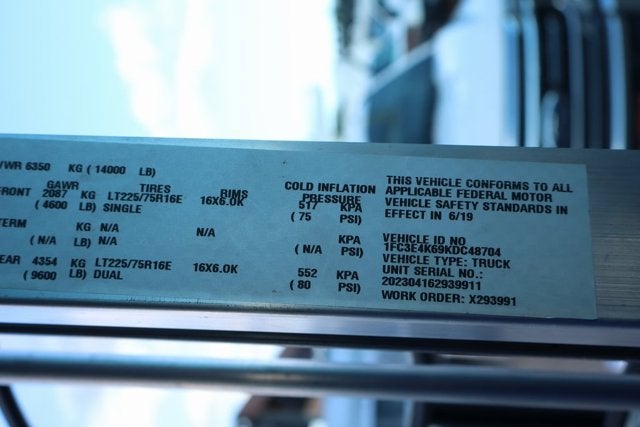 VWR 6350 KG ( 14000 LB)
GAWR TIRES RIMS COLD INFLATION PRESSURE
FRONT 2087 KG LT225/75R16E 16X6.0K 517 KPA
( 4600 LB) SINGLE ( 75 PSI)
TERM KG N/A N/A KPA
( N/A LB) N/A ( N/A PSI)
EAR 4354 KG LT225/75R16E 16X6.0K 552 KPA
( 9600 LB) DUAL ( 80 PSI)
THIS VEHICLE CONFORMS TO ALL
APPLICABLE FEDERAL MOTOR
VEHICLE SAFETY STANDARDS IN
EFFECT IN 6/19
VEHICLE ID NO
1FC3E4K69KDC48704
VEHICLE TYPE: TRUCK
UNIT SERIAL NO.:
202304162939911
WORK ORDER: X293991